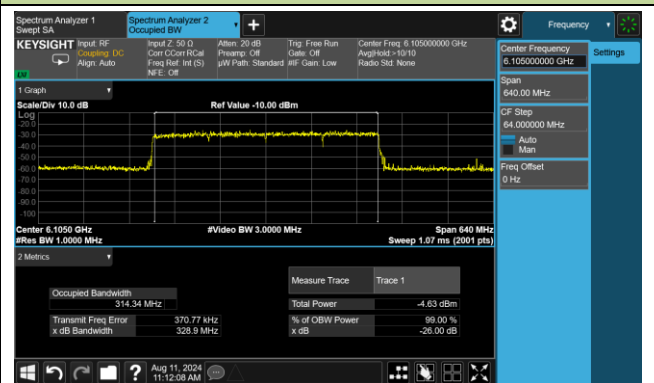 Spectrum Analyzer 1
Swept SA
Spectrum Analyzer 2
Occupied BW
Frequency
KEYSIGHT
Input: RF
Coupling: DC
Align: Auto
Input Z: 50 Ω
Corr CCorr RCal
Freq Ref: Int (S)
NFE: Off
Atten: 20 dB
Preamp: Off
µW Path: Standard
Trig: Free Run
Gate: Off
#IF Gain: Low
Center Freq: 6.105000000 GHz
Avg|Hold:>10/10
Radio Std: None
Center Frequency
6.105000000 GHz
Settings
Span
640.00 MHz
CF Step
64.000000 MHz
Auto
Man
Freq Offset
0 Hz
1 Graph
Scale/Div 10.0 dB
Ref Value -10.00 dBm
Log
-20.0
-30.0
-40.0
-50.0
-60.0
-70.0
-80.0
-90.0
-100
Center 6.1050 GHz
#Video BW 3.0000 MHz
Span 640 MHz
#Res BW 1.0000 MHz
Sweep 1.07 ms (2001 pts)
2 Metrics
Measure Trace
Trace 1
Occupied Bandwidth
314.34 MHz
Total Power
-4.63 dBm
Transmit Freq Error
370.77 kHz
% of OBW Power
99.00 %
x dB Bandwidth
328.9 MHz
x dB
-26.00 dB
?
Aug 11, 2024
11:12:08 AM